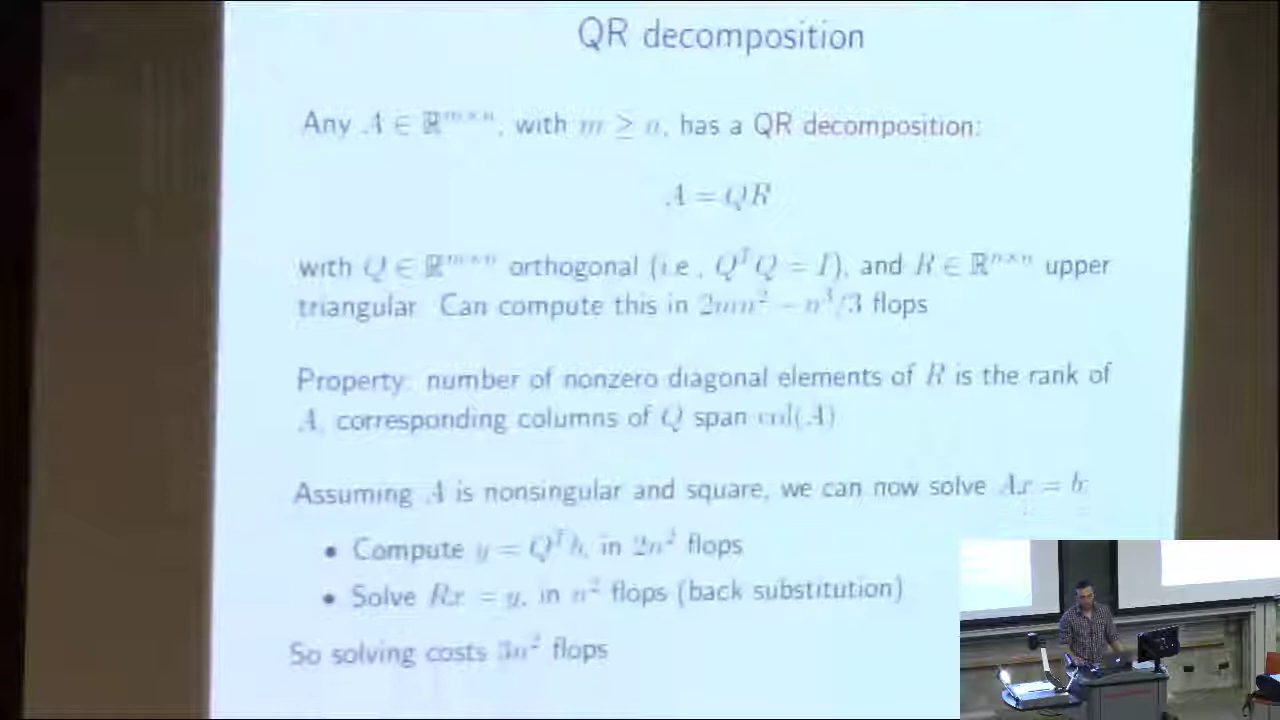 QR decomposition
Any A ∈ ℝ^{m×n}, with m ≥ n, has a QR decomposition:
A = QR
with Q ∈ ℝ^{m×n} orthogonal (i.e., Q^T Q = I), and R ∈ ℝ^{n×n} upper
triangular. Can compute this in 2mn² − n³/3 flops
Property: number of nonzero diagonal elements of R is the rank of
A, corresponding columns of Q span col(A)
Assuming A is nonsingular and square, we can now solve Ax = b:
• Compute y = Q^T b, in 2n² flops
• Solve Rx = y, in n² flops (back substitution)
So solving costs 3n² flops